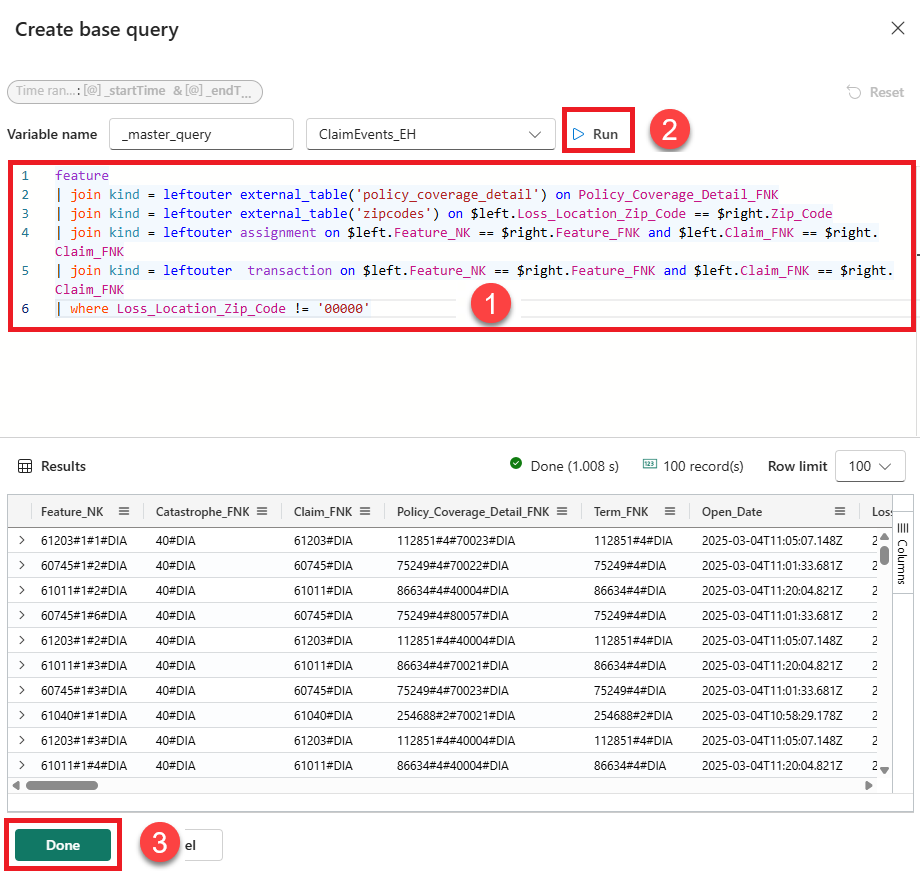 Create base query
Time ran...: [@] _startTime & [@] _endT...
Reset
Variable name
_master_query
ClaimEvents_EH
Run
2
1 feature
2 | join kind = leftouter external_table('policy_coverage_detail') on Policy_Coverage_Detail_FNK
3 | join kind = leftouter external_table('zipcodes') on $left.Loss_Location_Zip_Code == $right.Zip_Code
4 | join kind = leftouter assignment on $left.Feature_NK == $right.Feature_FNK and $left.Claim_FNK == $right.
Claim_FNK
5 | join kind = leftouter  transaction on $left.Feature_NK == $right.Feature_FNK and $left.Claim_FNK == $right.
Claim_FNK
6 | where Loss_Location_Zip_Code != '00000'
1
Results
Done (1.008 s)
123
100 record(s)
Row limit
100
Feature_NK Catastrophe_FNK Claim_FNK Policy_Coverage_Detail_FNK Term_FNK Open_Date Los
61203#1#1#DIA 40#DIA 61203#DIA 112851#4#70023#DIA 112851#4#DIA 2025-03-04T11:05:07.148Z 2
60745#1#2#DIA 40#DIA 60745#DIA 75249#4#70022#DIA 75249#4#DIA 2025-03-04T11:01:33.681Z 2
61011#1#2#DIA 40#DIA 61011#DIA 86634#4#40004#DIA 86634#4#DIA 2025-03-04T11:20:04.821Z 2
60745#1#6#DIA 40#DIA 60745#DIA 75249#4#80057#DIA 75249#4#DIA 2025-03-04T11:01:33.681Z 2
61203#1#2#DIA 40#DIA 61203#DIA 112851#4#40004#DIA 112851#4#DIA 2025-03-04T11:05:07.148Z 2
61011#1#3#DIA 40#DIA 61011#DIA 86634#4#70021#DIA 86634#4#DIA 2025-03-04T11:20:04.821Z 2
60745#1#3#DIA 40#DIA 60745#DIA 75249#4#70023#DIA 75249#4#DIA 2025-03-04T11:01:33.681Z 2
61040#1#1#DIA 40#DIA 61040#DIA 254688#2#70021#DIA 254688#2#DIA 2025-03-04T10:58:29.178Z 2
61203#1#3#DIA 40#DIA 61203#DIA 112851#4#40004#DIA 112851#4#DIA 2025-03-04T11:05:07.148Z 2
61011#1#4#DIA 40#DIA 61011#DIA 86634#4#40004#DIA 86634#4#DIA 2025-03-04T11:20:04.821Z 2
Columns
Done
3
el